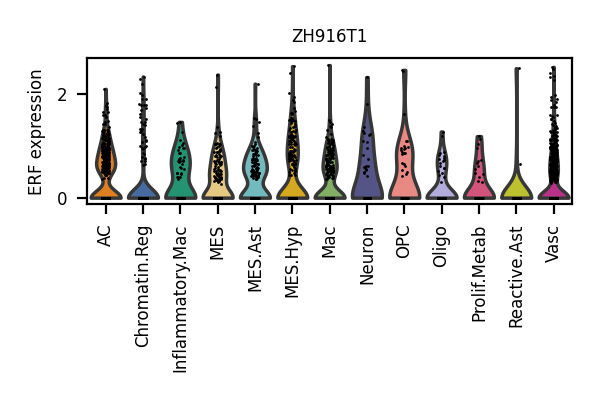 ZH916T1
ERF expression
2
0
AC
Chromatin.Reg
Inflammatory.Mac
MES
MES.Ast
MES.Hyp
Mac
Neuron
OPC
Oligo
Prolif.Metab
Reactive.Ast
Vasc